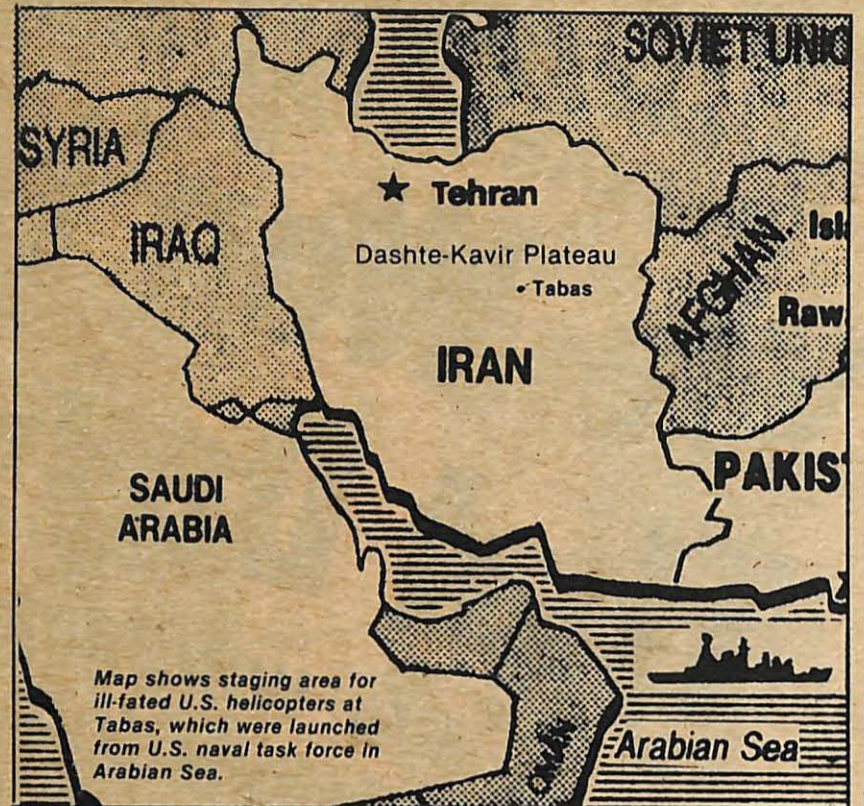 SOVIET UNIO
SYRIA
Tehran
IRAQ
Dashte-Kavir Plateau
Isl
Tabas
AFGHAN.
Raw
IRAN
PAKIS
SAUDI
ARABIA
Map shows staging area for
ill-fated U.S. helicopters at
Tabas, which were launched
from U.S. naval task force in
Arabian Sea.
OMAN
Arabian Sea